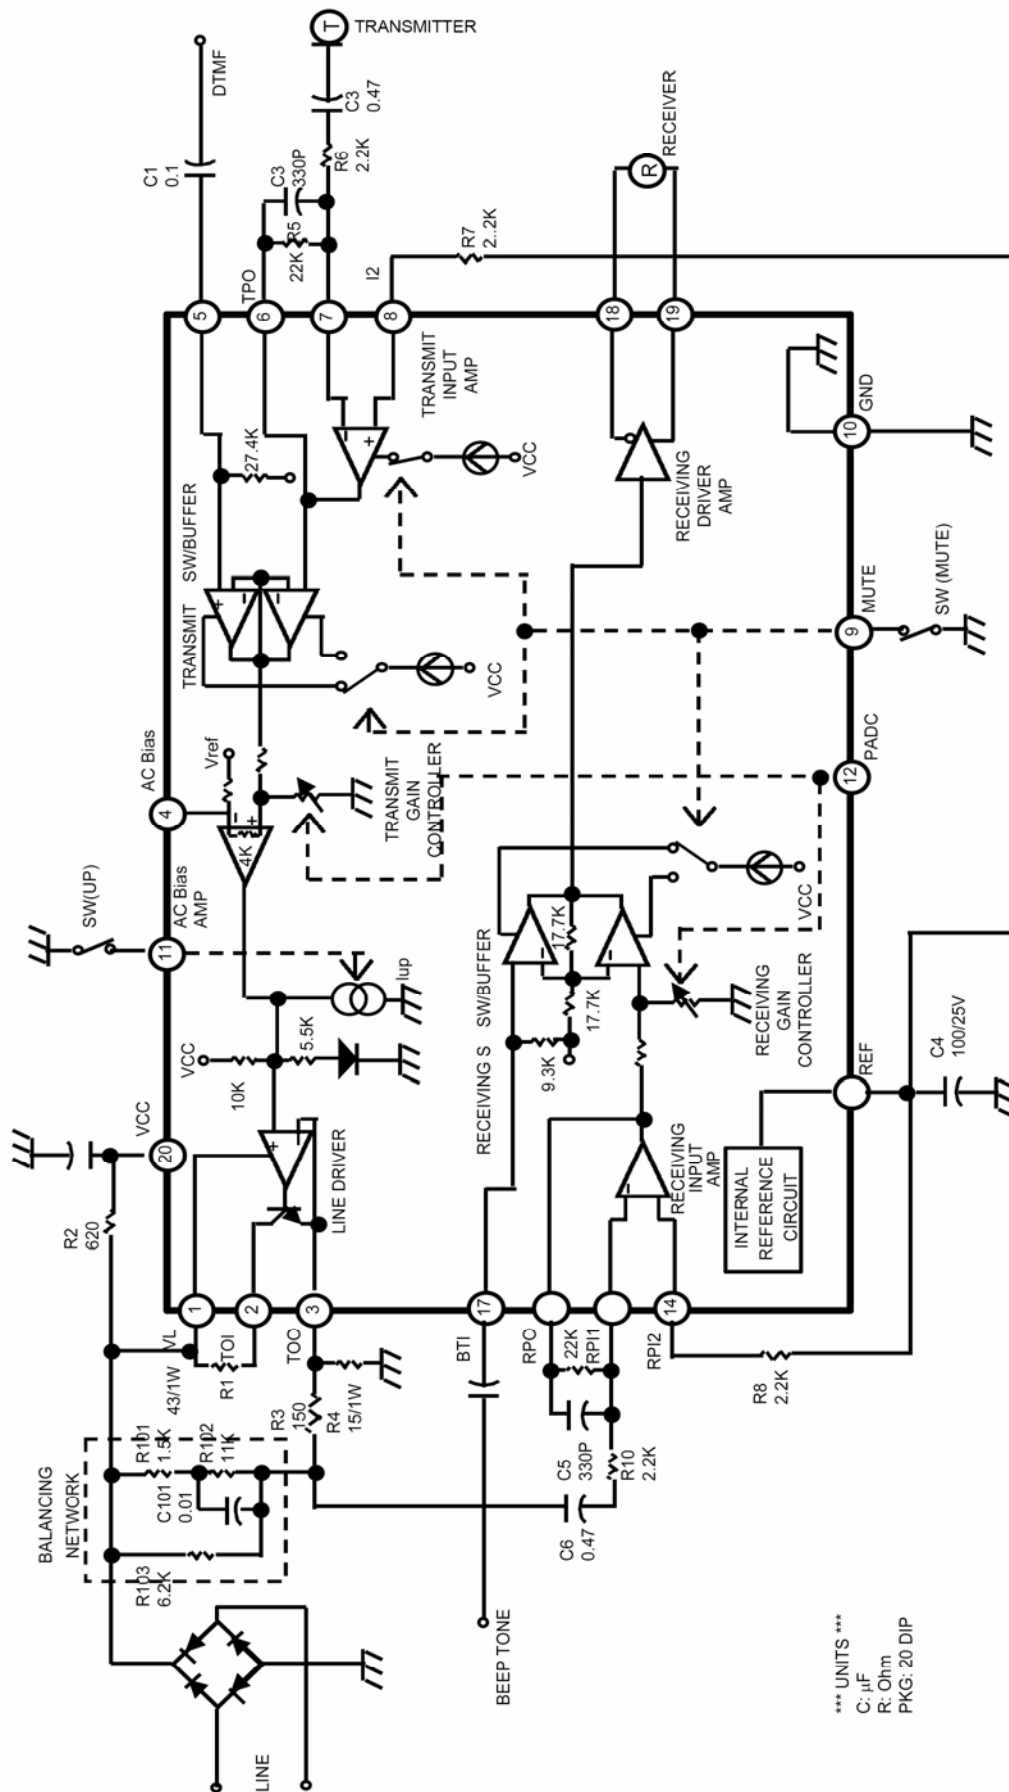 LINE
BALANCING
NETWORK
R103
6.2K
C101
0.01
R101
1.5K
R102
11K
R2
620
43/1W
R1
R3
150
R4
15/1W
VL
TOI
TOO
1
2
3
20
VCC
SW(UP)
11
AC Bias
AMP
4
AC Bias
C1
0.1
DTMF
T
TRANSMITTER
C3
0.47
R6
2.2K
C3
330P
R5
22K
TPO
I2
R7
2..2K
5
6
7
8
VCC
10K
5.5K
Iup
LINE DRIVER
4K
Vref
TRANSMIT
GAIN
CONTROLLER
TRANSMIT SW/BUFFER
27.4K
VCC
TRANSMIT
INPUT
AMP
VCC
BEEP TONE
BTI
17
RECEIVING S SW/BUFFER
9.3K
17.7K
17.7K
VCC
RECEIVING
DRIVER
AMP
18
19
R
RECEIVER
C6
0.47
C5
330P
R10
2.2K
RPO
22K
RPI1
RPI2
14
R8
2.2K
RECEIVING
INPUT
AMP
RECEIVING
GAIN
CONTROLLER
INTERNAL
REFERENCE
CIRCUIT
REF
C4
100/25V
12
PADC
9
MUTE
SW (MUTE)
10
GND
*** UNITS ***
C: µF
R: Ohm
PKG: 20 DIP